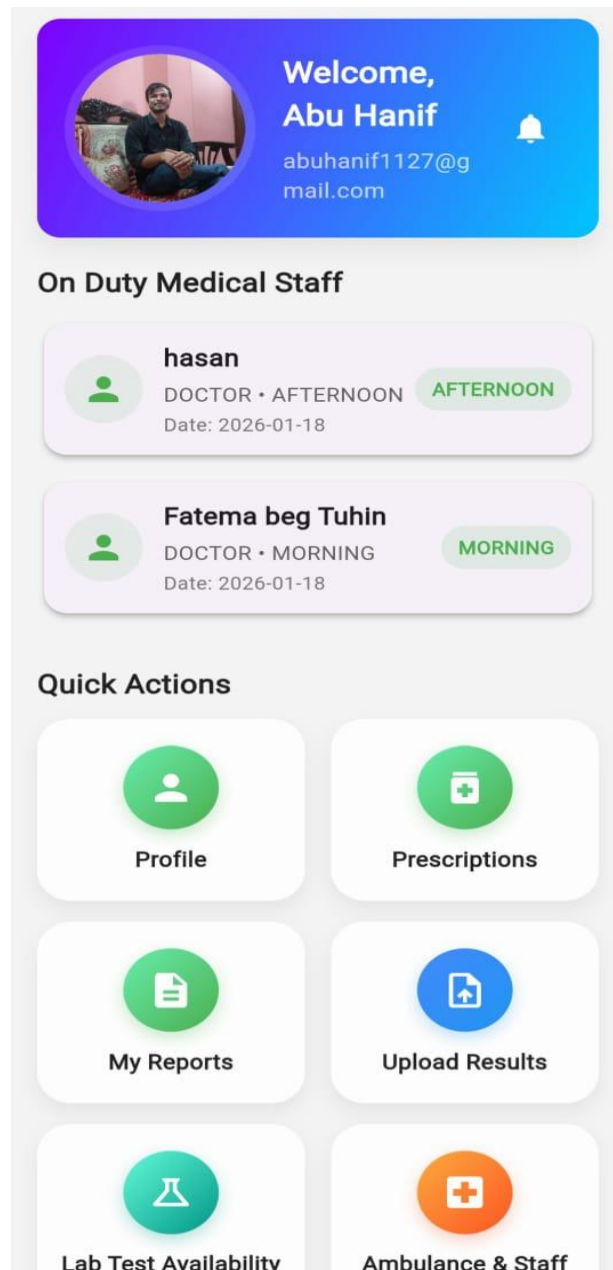 Welcome,
Abu Hanif
abuhanif1127@g
mail.com
On Duty Medical Staff
hasan
DOCTOR • AFTERNOON
AFTERNOON
Date: 2026-01-18
Fatema beg Tuhin
DOCTOR • MORNING
MORNING
Date: 2026-01-18
Quick Actions
Profile
Prescriptions
My Reports
Upload Results
Lab Test Availability
Ambulance & Staff